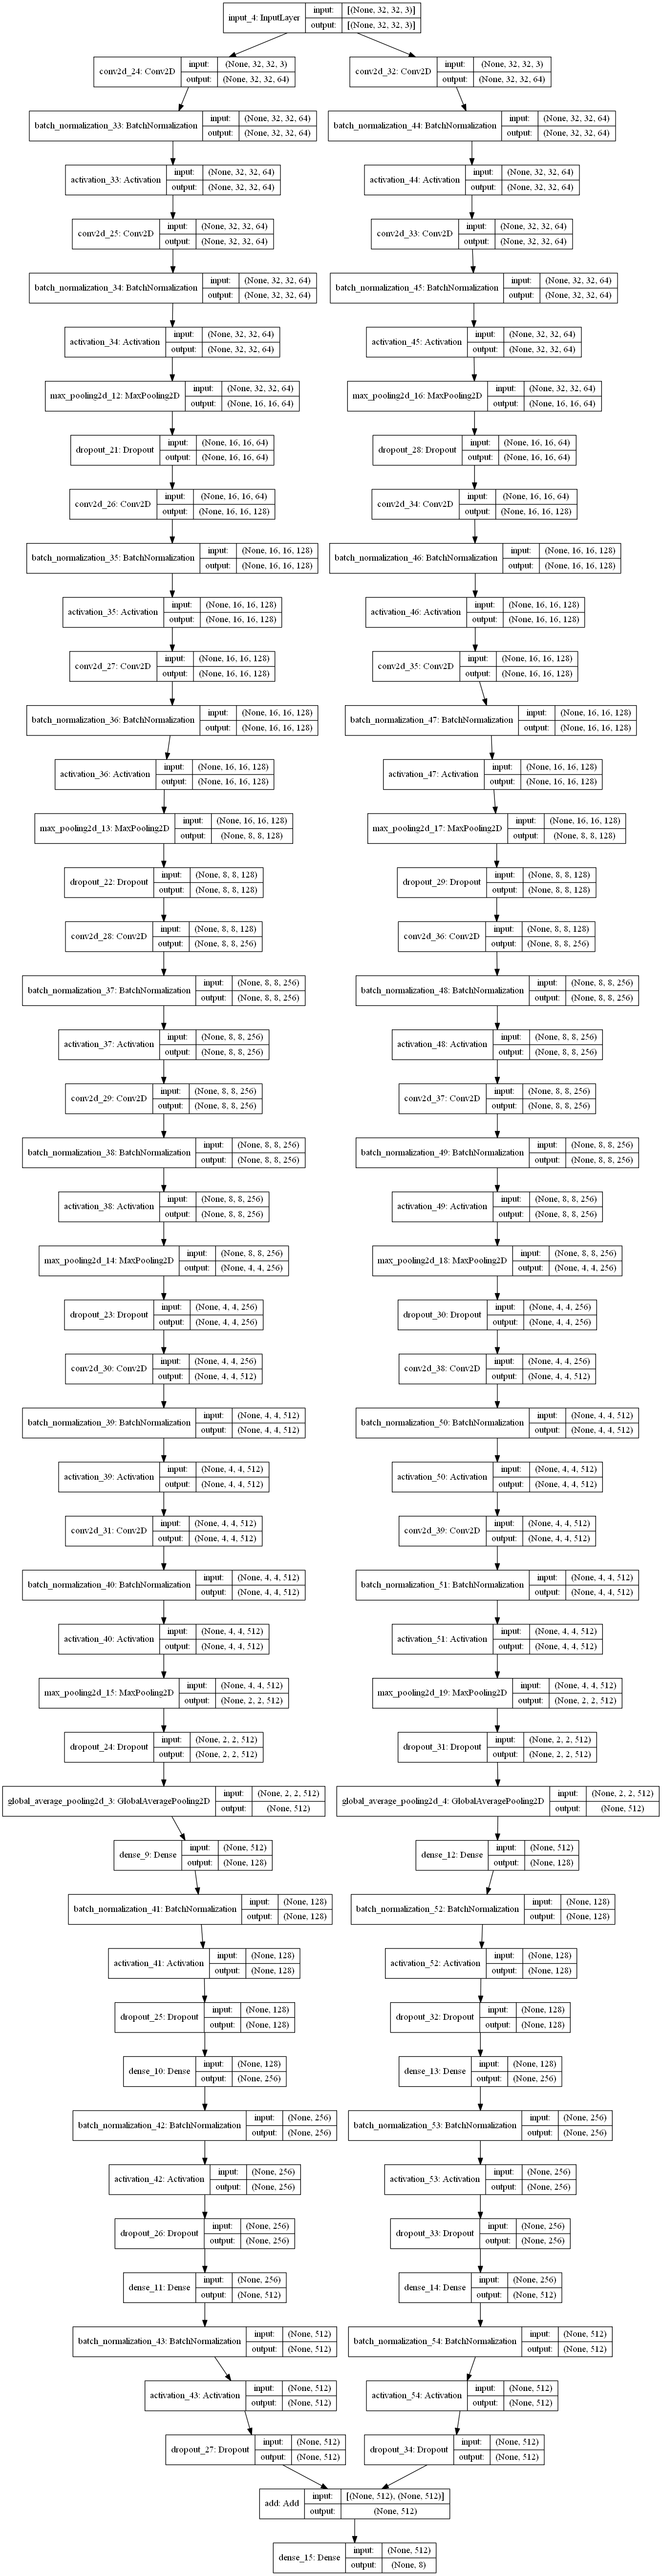 input_4: InputLayer input: [(None, 32, 32, 3)]
output: [(None, 32, 32, 3)]
conv2d_24: Conv2D input: (None, 32, 32, 3)
output: (None, 32, 32, 64)
conv2d_32: Conv2D input: (None, 32, 32, 3)
output: (None, 32, 32, 64)
batch_normalization_33: BatchNormalization input: (None, 32, 32, 64)
output: (None, 32, 32, 64)
batch_normalization_44: BatchNormalization input: (None, 32, 32, 64)
output: (None, 32, 32, 64)
activation_33: Activation input: (None, 32, 32, 64)
output: (None, 32, 32, 64)
activation_44: Activation input: (None, 32, 32, 64)
output: (None, 32, 32, 64)
conv2d_25: Conv2D input: (None, 32, 32, 64)
output: (None, 32, 32, 64)
conv2d_33: Conv2D input: (None, 32, 32, 64)
output: (None, 32, 32, 64)
batch_normalization_34: BatchNormalization input: (None, 32, 32, 64)
output: (None, 32, 32, 64)
batch_normalization_45: BatchNormalization input: (None, 32, 32, 64)
output: (None, 32, 32, 64)
activation_34: Activation input: (None, 32, 32, 64)
output: (None, 32, 32, 64)
activation_45: Activation input: (None, 32, 32, 64)
output: (None, 32, 32, 64)
max_pooling2d_12: MaxPooling2D input: (None, 32, 32, 64)
output: (None, 16, 16, 64)
max_pooling2d_16: MaxPooling2D input: (None, 32, 32, 64)
output: (None, 16, 16, 64)
dropout_21: Dropout input: (None, 16, 16, 64)
output: (None, 16, 16, 64)
dropout_28: Dropout input: (None, 16, 16, 64)
output: (None, 16, 16, 64)
conv2d_26: Conv2D input: (None, 16, 16, 64)
output: (None, 16, 16, 128)
conv2d_34: Conv2D input: (None, 16, 16, 64)
output: (None, 16, 16, 128)
batch_normalization_35: BatchNormalization input: (None, 16, 16, 128)
output: (None, 16, 16, 128)
batch_normalization_46: BatchNormalization input: (None, 16, 16, 128)
output: (None, 16, 16, 128)
activation_35: Activation input: (None, 16, 16, 128)
output: (None, 16, 16, 128)
activation_46: Activation input: (None, 16, 16, 128)
output: (None, 16, 16, 128)
conv2d_27: Conv2D input: (None, 16, 16, 128)
output: (None, 16, 16, 128)
conv2d_35: Conv2D input: (None, 16, 16, 128)
output: (None, 16, 16, 128)
batch_normalization_36: BatchNormalization input: (None, 16, 16, 128)
output: (None, 16, 16, 128)
batch_normalization_47: BatchNormalization input: (None, 16, 16, 128)
output: (None, 16, 16, 128)
activation_36: Activation input: (None, 16, 16, 128)
output: (None, 16, 16, 128)
activation_47: Activation input: (None, 16, 16, 128)
output: (None, 16, 16, 128)
max_pooling2d_13: MaxPooling2D input: (None, 16, 16, 128)
output: (None, 8, 8, 128)
max_pooling2d_17: MaxPooling2D input: (None, 16, 16, 128)
output: (None, 8, 8, 128)
dropout_22: Dropout input: (None, 8, 8, 128)
output: (None, 8, 8, 128)
dropout_29: Dropout input: (None, 8, 8, 128)
output: (None, 8, 8, 128)
conv2d_28: Conv2D input: (None, 8, 8, 128)
output: (None, 8, 8, 256)
conv2d_36: Conv2D input: (None, 8, 8, 128)
output: (None, 8, 8, 256)
batch_normalization_37: BatchNormalization input: (None, 8, 8, 256)
output: (None, 8, 8, 256)
batch_normalization_48: BatchNormalization input: (None, 8, 8, 256)
output: (None, 8, 8, 256)
activation_37: Activation input: (None, 8, 8, 256)
output: (None, 8, 8, 256)
activation_48: Activation input: (None, 8, 8, 256)
output: (None, 8, 8, 256)
conv2d_29: Conv2D input: (None, 8, 8, 256)
output: (None, 8, 8, 256)
conv2d_37: Conv2D input: (None, 8, 8, 256)
output: (None, 8, 8, 256)
batch_normalization_38: BatchNormalization input: (None, 8, 8, 256)
output: (None, 8, 8, 256)
batch_normalization_49: BatchNormalization input: (None, 8, 8, 256)
output: (None, 8, 8, 256)
activation_38: Activation input: (None, 8, 8, 256)
output: (None, 8, 8, 256)
activation_49: Activation input: (None, 8, 8, 256)
output: (None, 8, 8, 256)
max_pooling2d_14: MaxPooling2D input: (None, 8, 8, 256)
output: (None, 4, 4, 256)
max_pooling2d_18: MaxPooling2D input: (None, 8, 8, 256)
output: (None, 4, 4, 256)
dropout_23: Dropout input: (None, 4, 4, 256)
output: (None, 4, 4, 256)
dropout_30: Dropout input: (None, 4, 4, 256)
output: (None, 4, 4, 256)
conv2d_30: Conv2D input: (None, 4, 4, 256)
output: (None, 4, 4, 512)
conv2d_38: Conv2D input: (None, 4, 4, 256)
output: (None, 4, 4, 512)
batch_normalization_39: BatchNormalization input: (None, 4, 4, 512)
output: (None, 4, 4, 512)
batch_normalization_50: BatchNormalization input: (None, 4, 4, 512)
output: (None, 4, 4, 512)
activation_39: Activation input: (None, 4, 4, 512)
output: (None, 4, 4, 512)
activation_50: Activation input: (None, 4, 4, 512)
output: (None, 4, 4, 512)
conv2d_31: Conv2D input: (None, 4, 4, 512)
output: (None, 4, 4, 512)
conv2d_39: Conv2D input: (None, 4, 4, 512)
output: (None, 4, 4, 512)
batch_normalization_40: BatchNormalization input: (None, 4, 4, 512)
output: (None, 4, 4, 512)
batch_normalization_51: BatchNormalization input: (None, 4, 4, 512)
output: (None, 4, 4, 512)
activation_40: Activation input: (None, 4, 4, 512)
output: (None, 4, 4, 512)
activation_51: Activation input: (None, 4, 4, 512)
output: (None, 4, 4, 512)
max_pooling2d_15: MaxPooling2D input: (None, 4, 4, 512)
output: (None, 2, 2, 512)
max_pooling2d_19: MaxPooling2D input: (None, 4, 4, 512)
output: (None, 2, 2, 512)
dropout_24: Dropout input: (None, 2, 2, 512)
output: (None, 2, 2, 512)
dropout_31: Dropout input: (None, 2, 2, 512)
output: (None, 2, 2, 512)
global_average_pooling2d_3: GlobalAveragePooling2D input: (None, 2, 2, 512)
output: (None, 512)
global_average_pooling2d_4: GlobalAveragePooling2D input: (None, 2, 2, 512)
output: (None, 512)
dense_9: Dense input: (None, 512)
output: (None, 128)
dense_12: Dense input: (None, 512)
output: (None, 128)
batch_normalization_41: BatchNormalization input: (None, 128)
output: (None, 128)
batch_normalization_52: BatchNormalization input: (None, 128)
output: (None, 128)
activation_41: Activation input: (None, 128)
output: (None, 128)
activation_52: Activation input: (None, 128)
output: (None, 128)
dropout_25: Dropout input: (None, 128)
output: (None, 128)
dropout_32: Dropout input: (None, 128)
output: (None, 128)
dense_10: Dense input: (None, 128)
output: (None, 256)
dense_13: Dense input: (None, 128)
output: (None, 256)
batch_normalization_42: BatchNormalization input: (None, 256)
output: (None, 256)
batch_normalization_53: BatchNormalization input: (None, 256)
output: (None, 256)
activation_42: Activation input: (None, 256)
output: (None, 256)
activation_53: Activation input: (None, 256)
output: (None, 256)
dropout_26: Dropout input: (None, 256)
output: (None, 256)
dropout_33: Dropout input: (None, 256)
output: (None, 256)
dense_11: Dense input: (None, 256)
output: (None, 512)
dense_14: Dense input: (None, 256)
output: (None, 512)
batch_normalization_43: BatchNormalization input: (None, 512)
output: (None, 512)
batch_normalization_54: BatchNormalization input: (None, 512)
output: (None, 512)
activation_43: Activation input: (None, 512)
output: (None, 512)
activation_54: Activation input: (None, 512)
output: (None, 512)
dropout_27: Dropout input: (None, 512)
output: (None, 512)
dropout_34: Dropout input: (None, 512)
output: (None, 512)
add: Add input: [(None, 512), (None, 512)]
output: (None, 512)
dense_15: Dense input: (None, 512)
output: (None, 8)